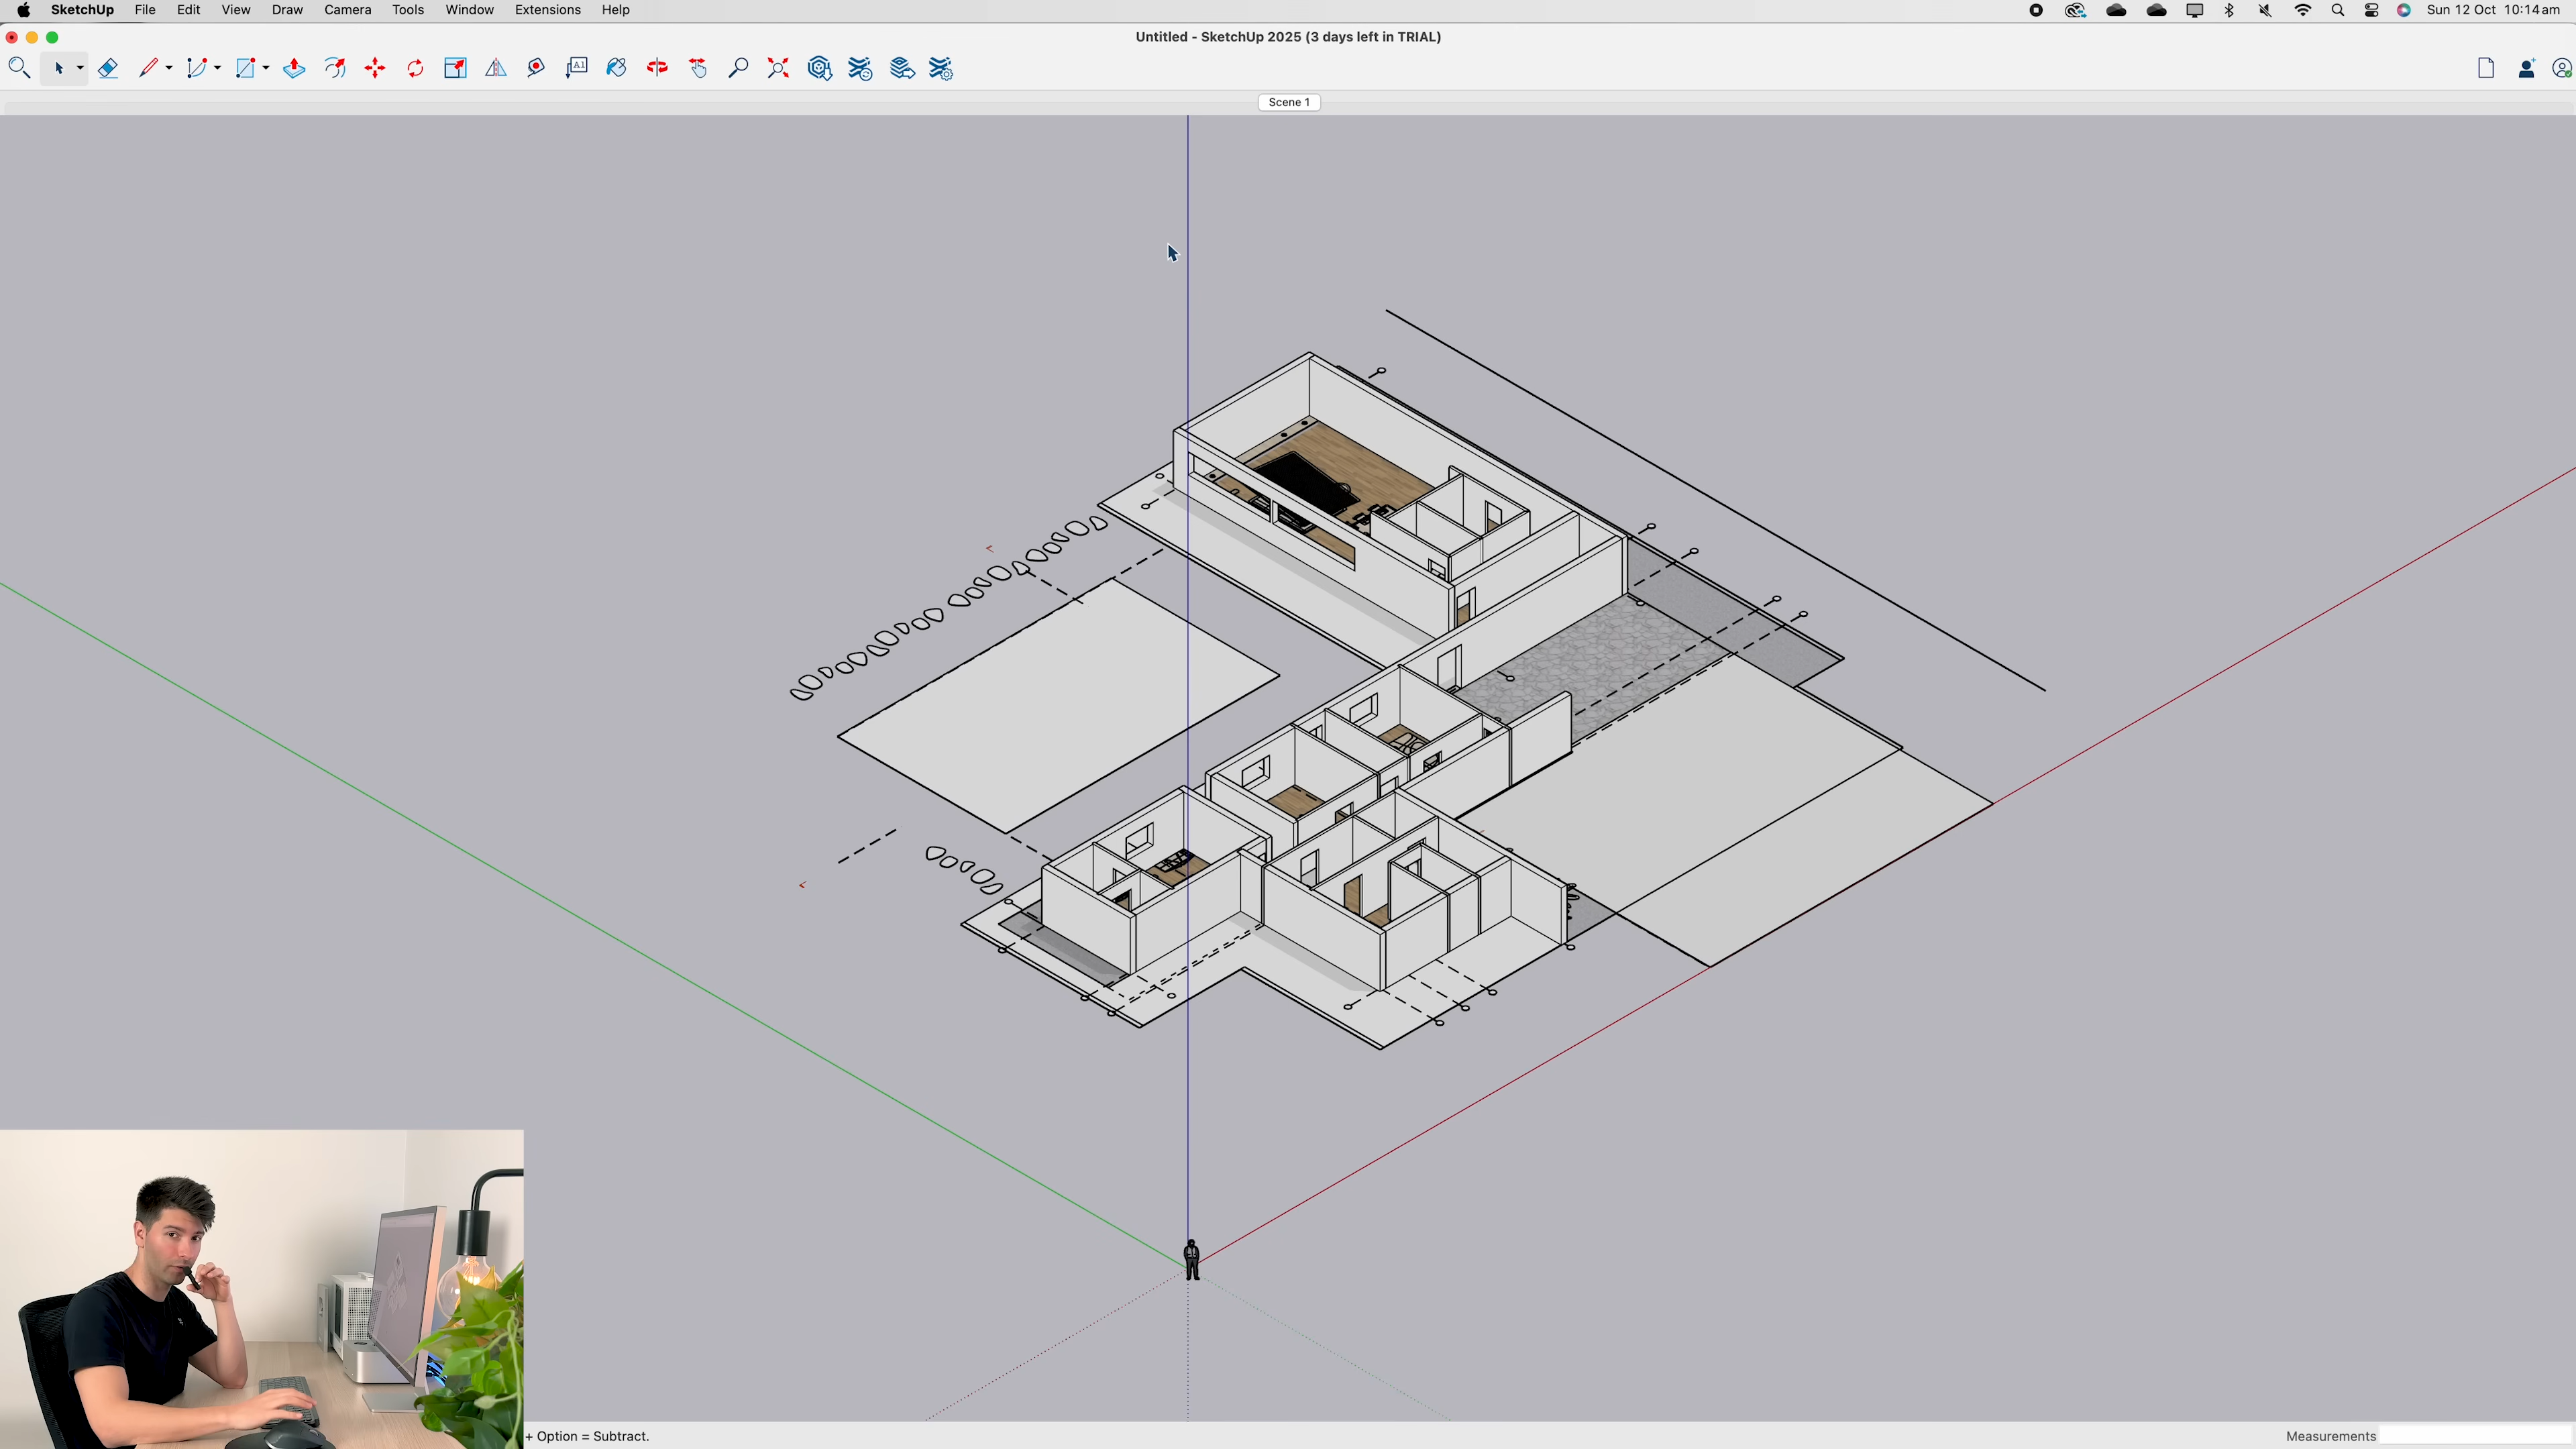 SketchUp File Edit View Draw Camera Tools Window Extensions Help Sun 12 Oct 10:14 am
Untitled - SketchUp 2025 (3 days left in TRIAL)
A1
Scene 1
+ Option = Subtract.
Measurements